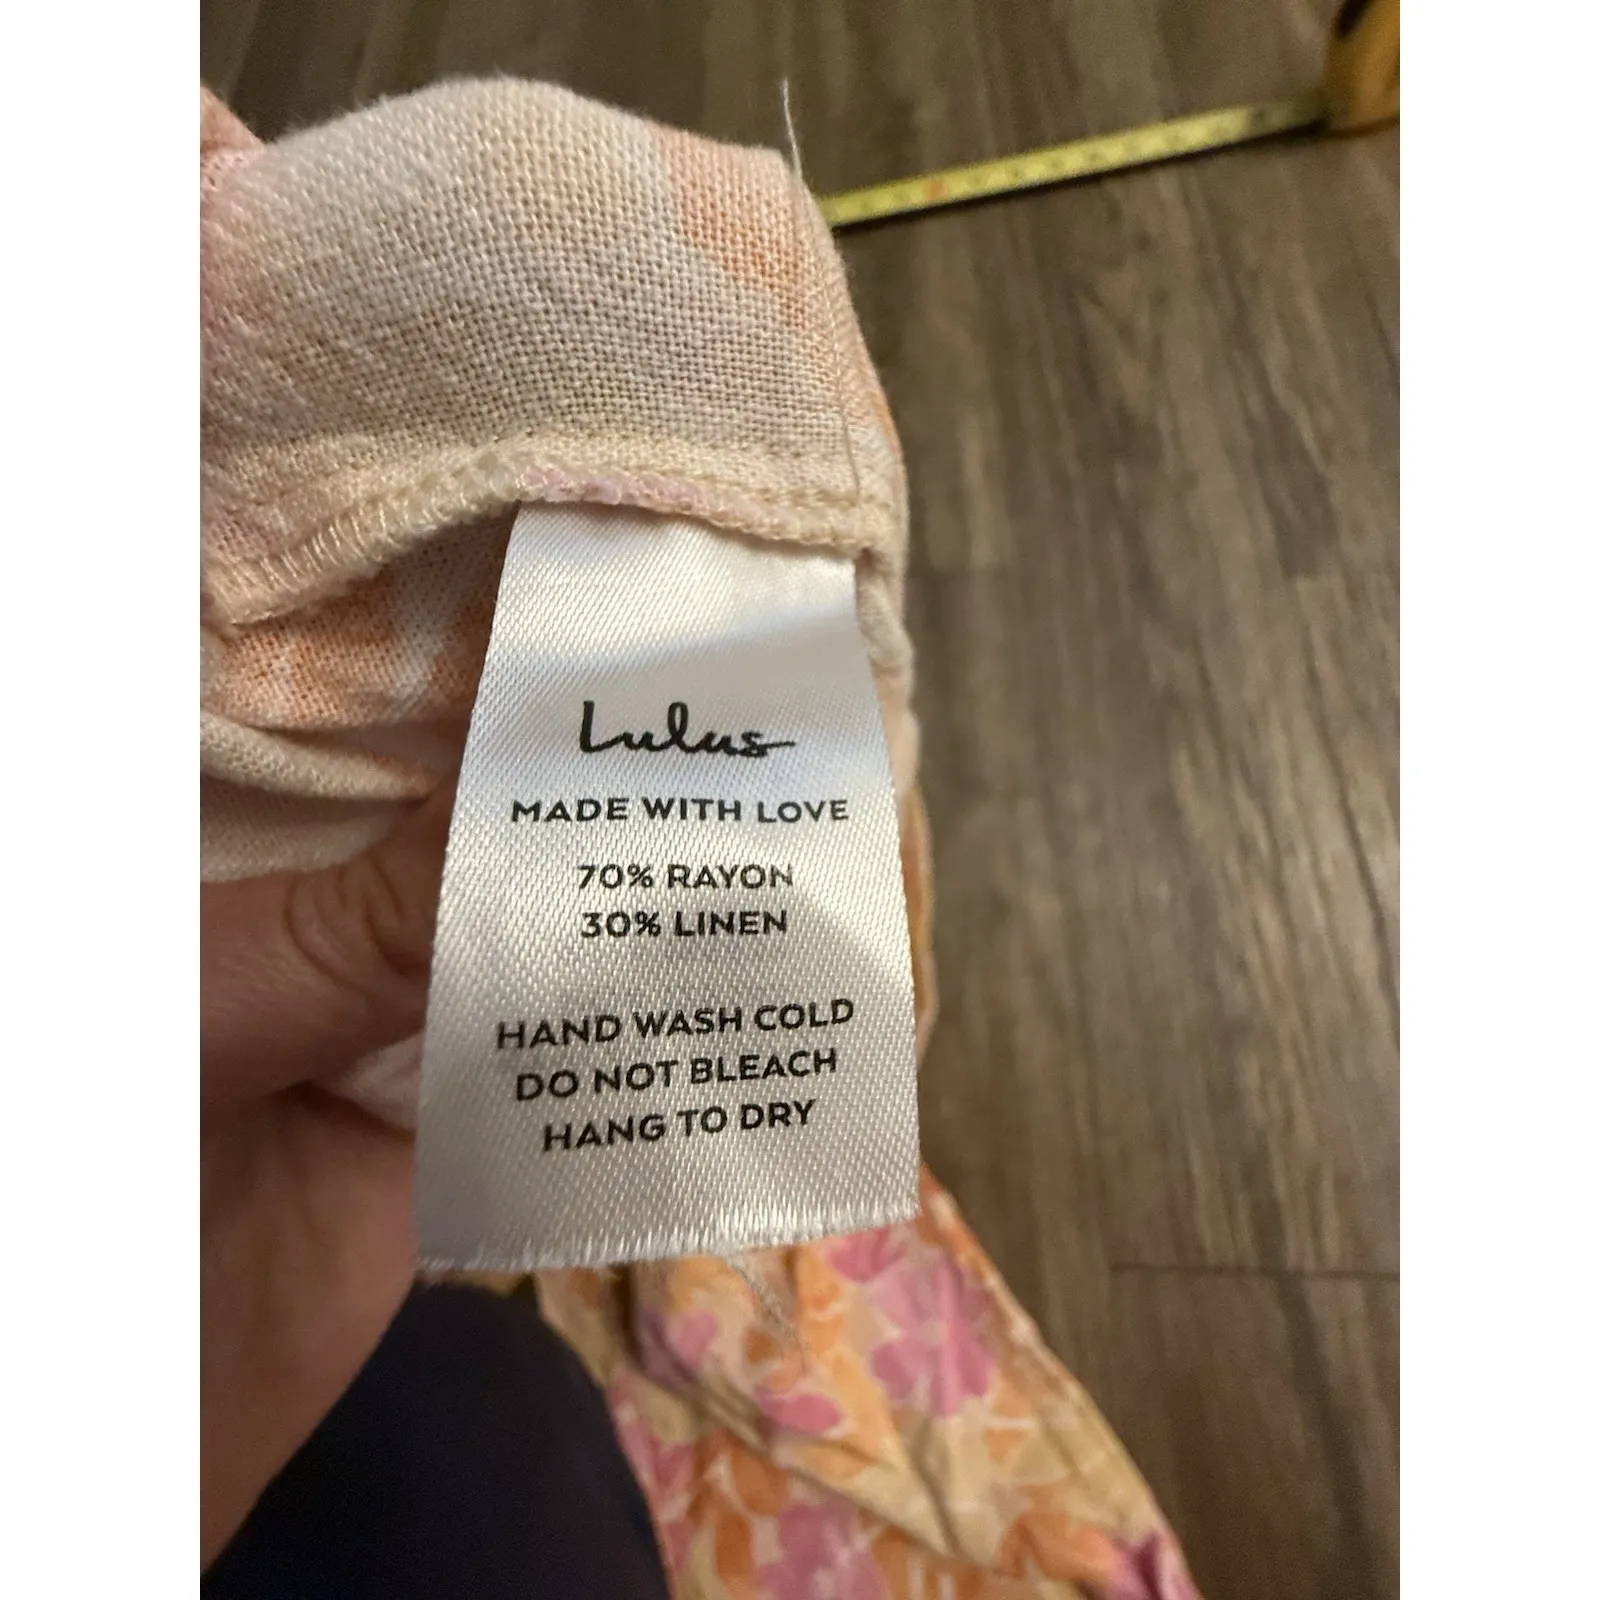 Lulus
MADE WITH LOVE
70% RAYON
30% LINEN
HAND WASH COLD
DO NOT BLEACH
HANG TO DRY